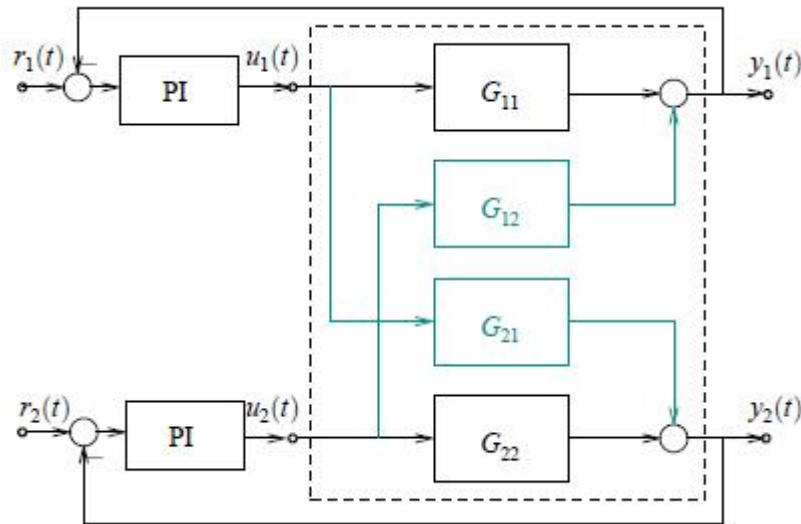 r₁(t)
PI
u₁(t)
G₁₁
y₁(t)
G₁₂
G₂₁
r₂(t)
PI
u₂(t)
G₂₂
y₂(t)